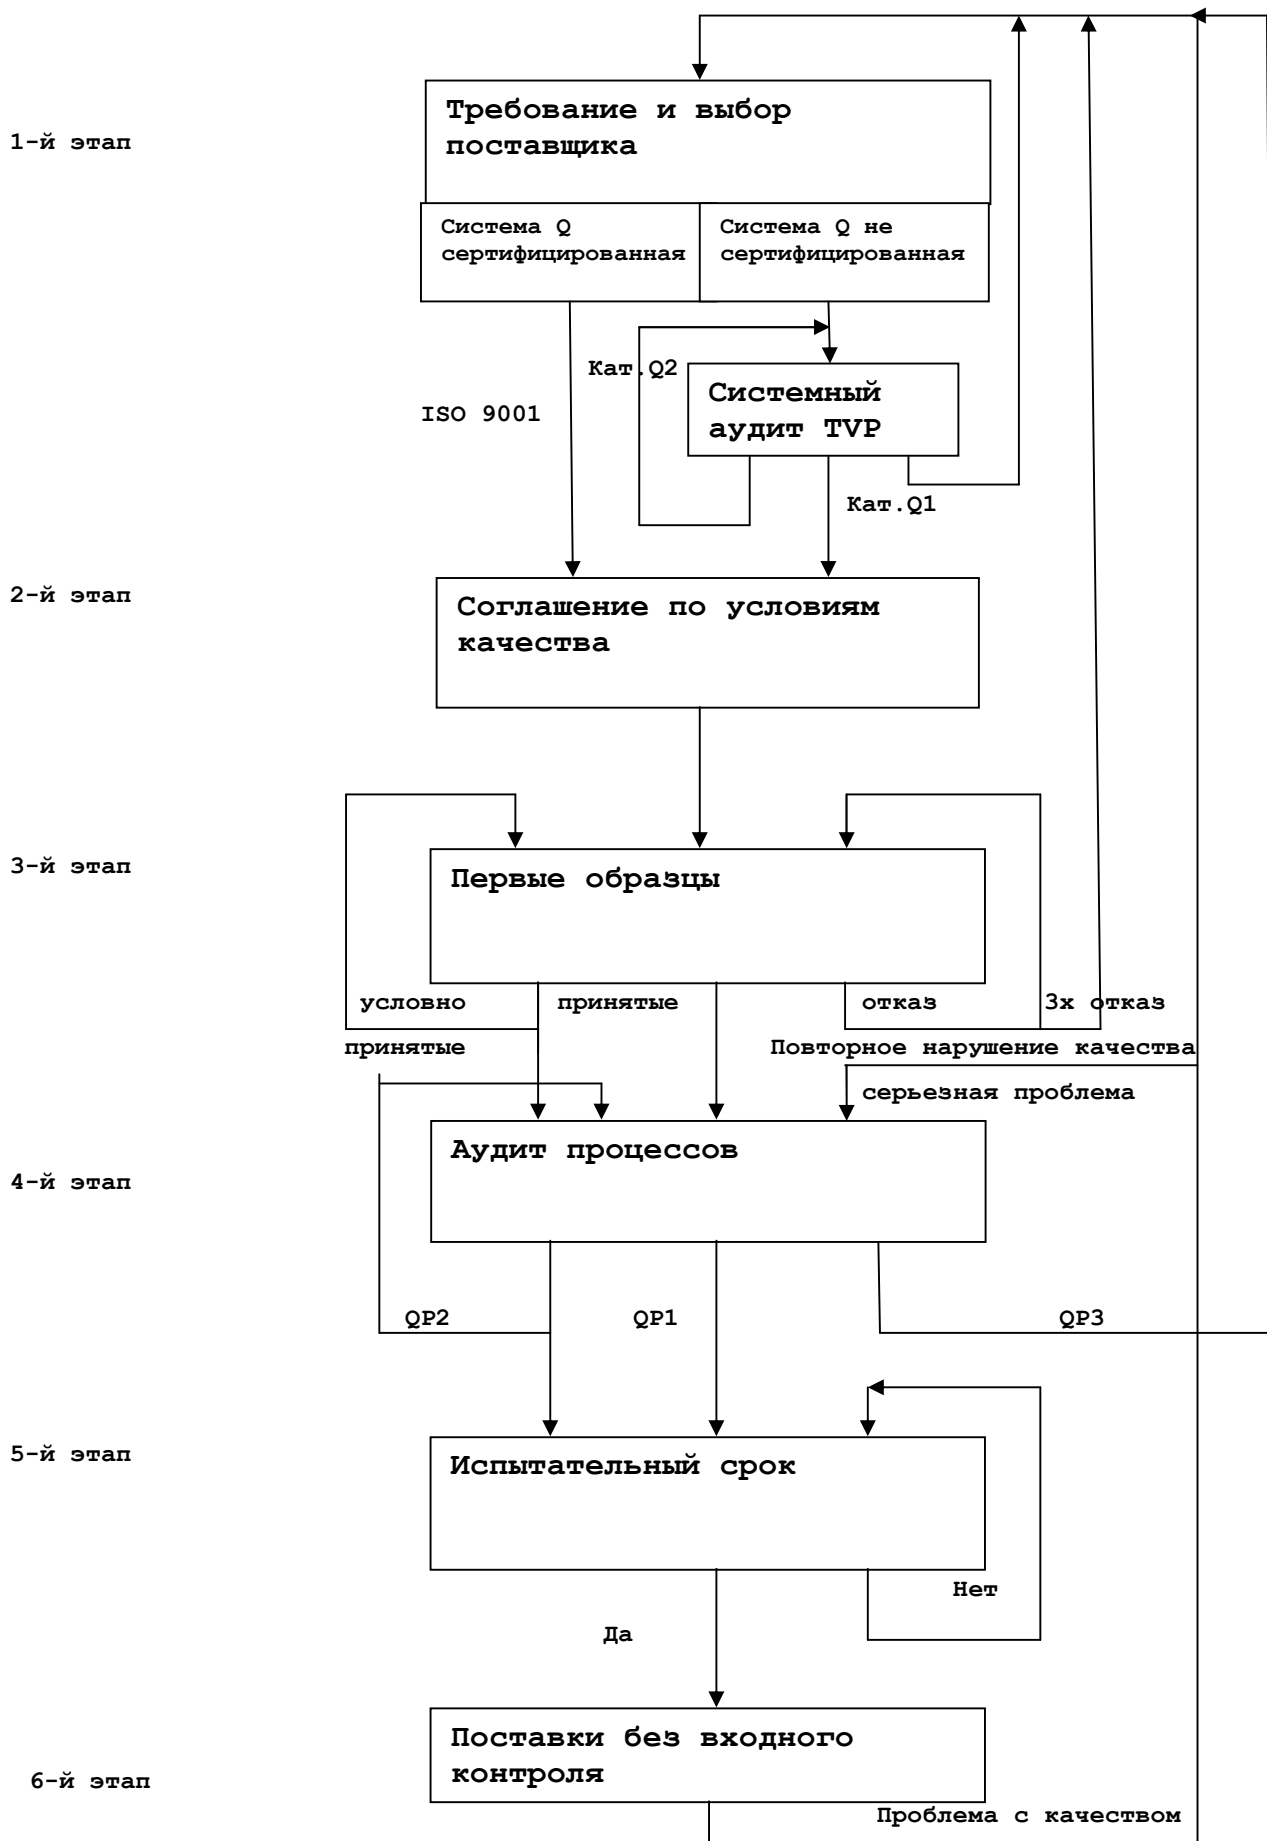 Требование и выбор
поставщика
1-й этап
Система Q
сертифицированная
Система Q не
сертифицированная
Кат.Q2
Системный
аудит TVP
ISO 9001
Кат.Q1
2-й этап
Соглашение по условиям
качества
3-й этап
Первые образцы
условно
принятые
принятые
отказ
3х отказ
Повторное нарушение качества
серьезная проблема
Аудит процессов
4-й этап
QP2
QP1
QP3
5-й этап
Испытательный срок
Нет
Да
Поставки без входного
контроля
6-й этап
Проблема с качеством